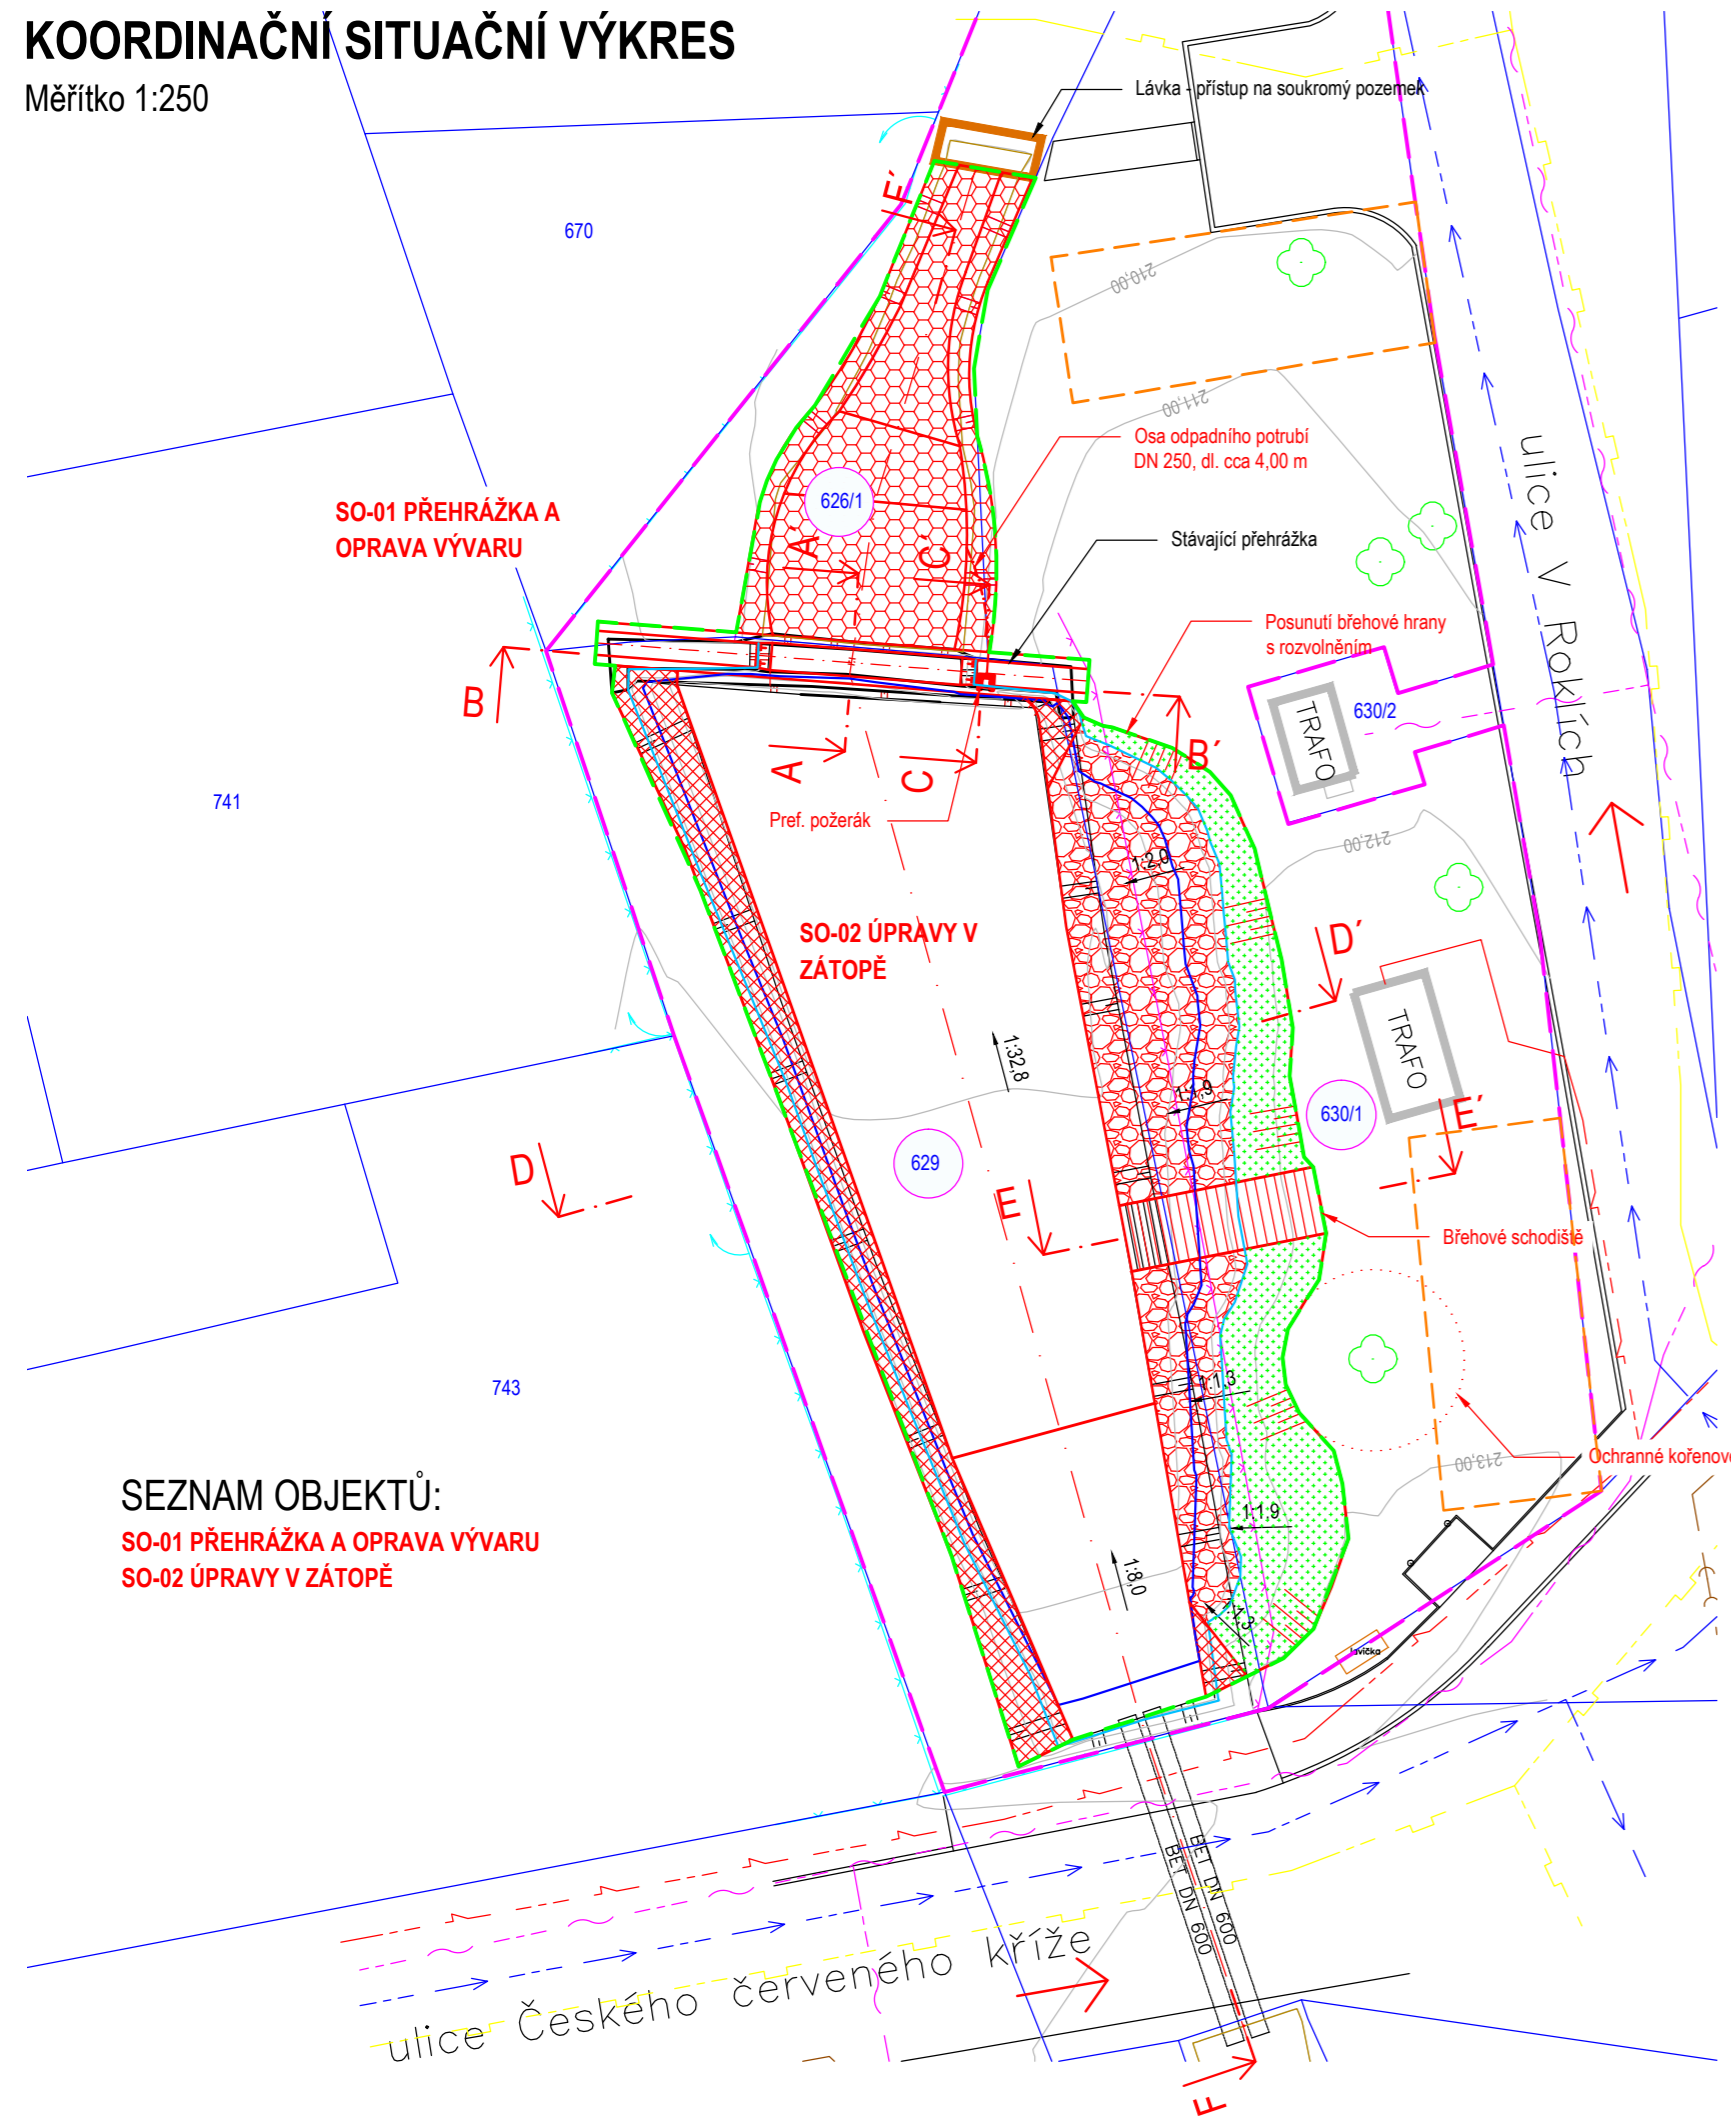 KOORDINAČNÍ SITUAČNÍ VÝKRES
Měřítko 1:250
Lávka - přístup na soukromý pozemek
F´
670
210,00
211,00
Osa odpadního potrubí
DN 250, dl. cca 4,00 m
ulice V Roklích
626/1
SO-01 PŘEHRÁŽKA A
OPRAVA VÝVARU
A´
C´
Stávající přehrážka
Posunutí břehové hrany
s rozvolněním
B
630/2
TRAFO
B´
A
C
741
Pref. požerák
212,00
1:2,0
SO-02 ÚPRAVY V
ZÁTOPĚ
D´
TRAFO
1:32,8
1:1,9
630/1
E´
629
D
E
Břehové schodiště
743
1:1,3
213,00
Ochranné kořenov
SEZNAM OBJEKTŮ:
SO-01 PŘEHRÁŽKA A OPRAVA VÝVARU
SO-02 ÚPRAVY V ZÁTOPĚ
1:1,9
1:8,0
1:1,3
lavička
BET DN 600
BET DN 600
ulice Českého červeného kříže
F